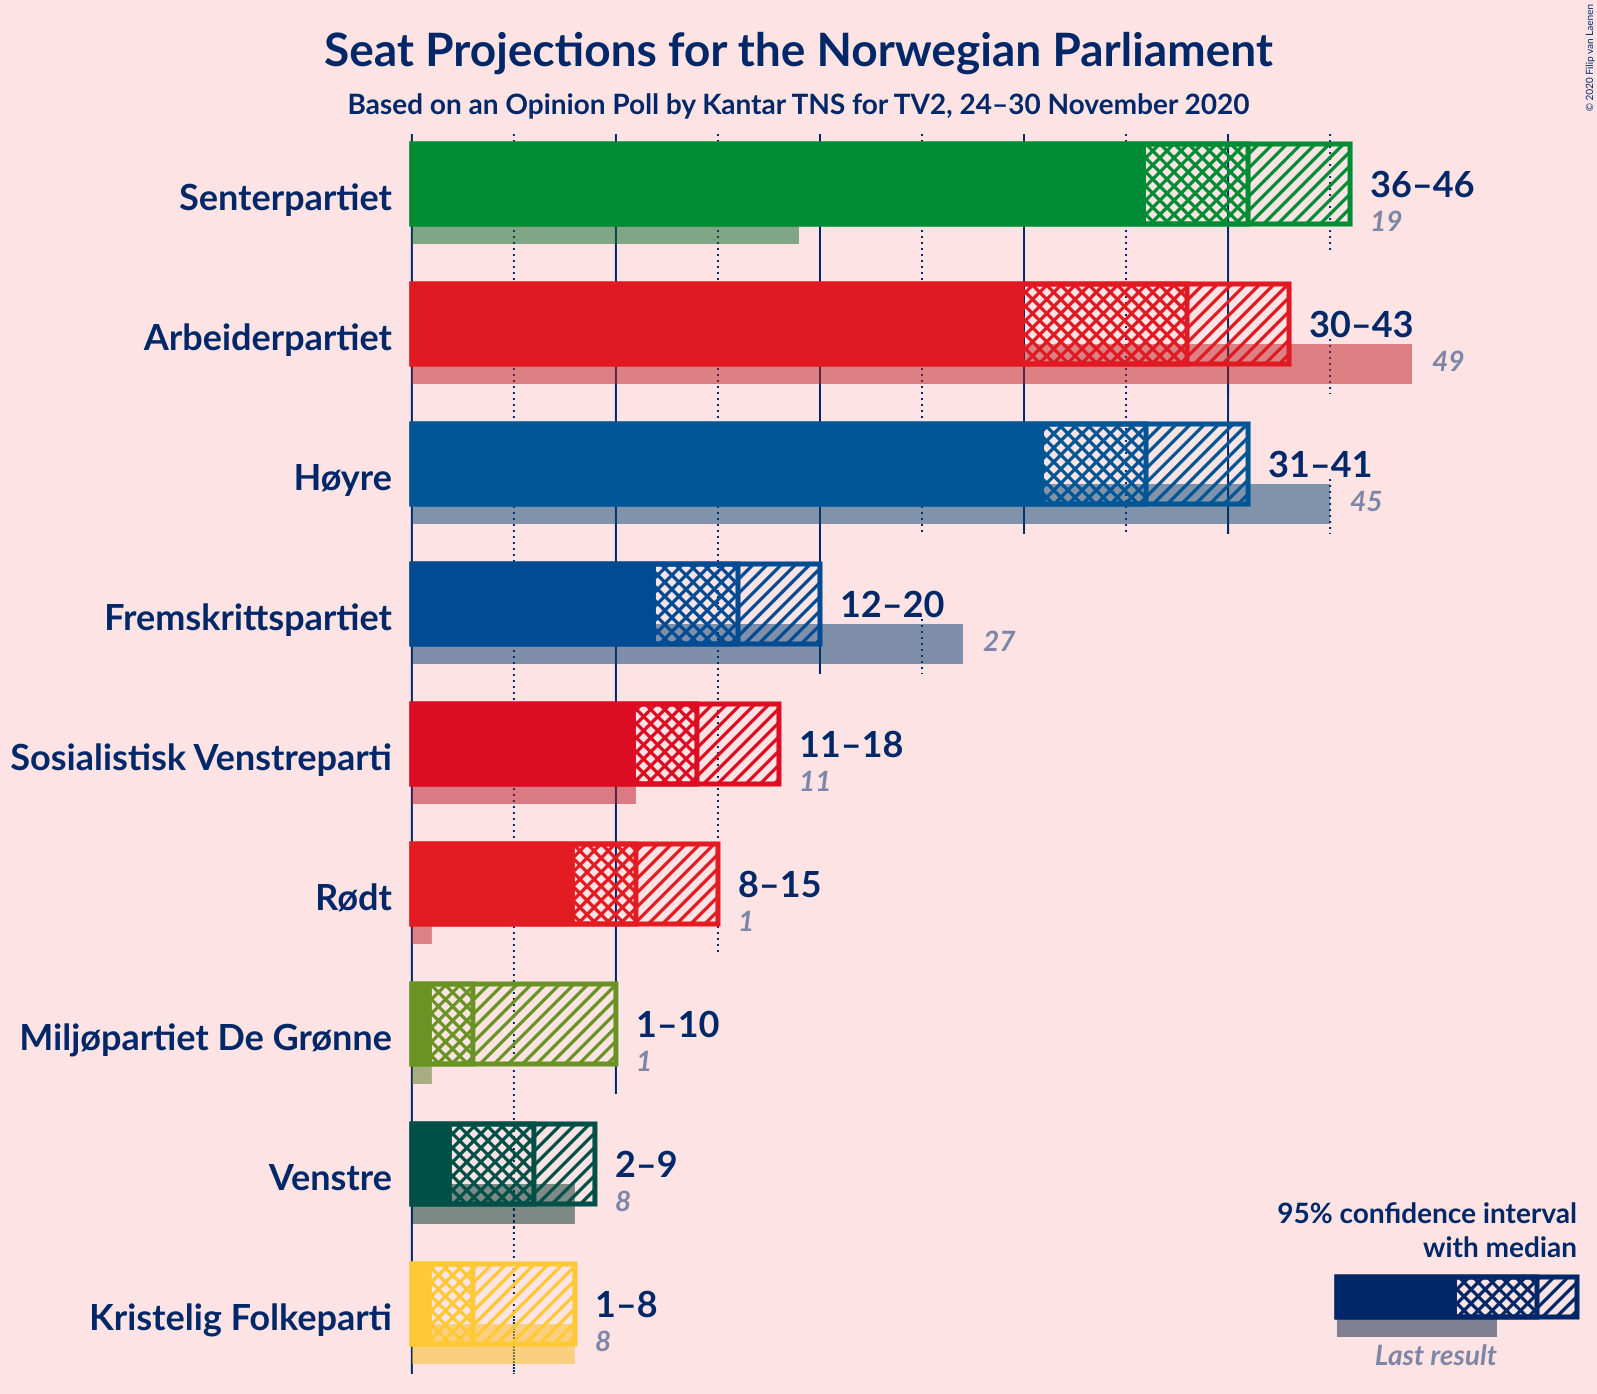 Seat Projections for the Norwegian Parliament
Based on an Opinion Poll by Kantar TNS for TV2, 24–30 November 2020
© 2020 Filip van Laenen
Senterpartiet
36–46
19
Arbeiderpartiet
30–43
49
Høyre
31–41
45
Fremskrittspartiet
12–20
27
Sosialistisk Venstreparti
11–18
11
Rødt
8–15
1
Miljøpartiet De Grønne
1–10
1
Venstre
2–9
8
Kristelig Folkeparti
1–8
8
95% confidence interval
with median
Last result